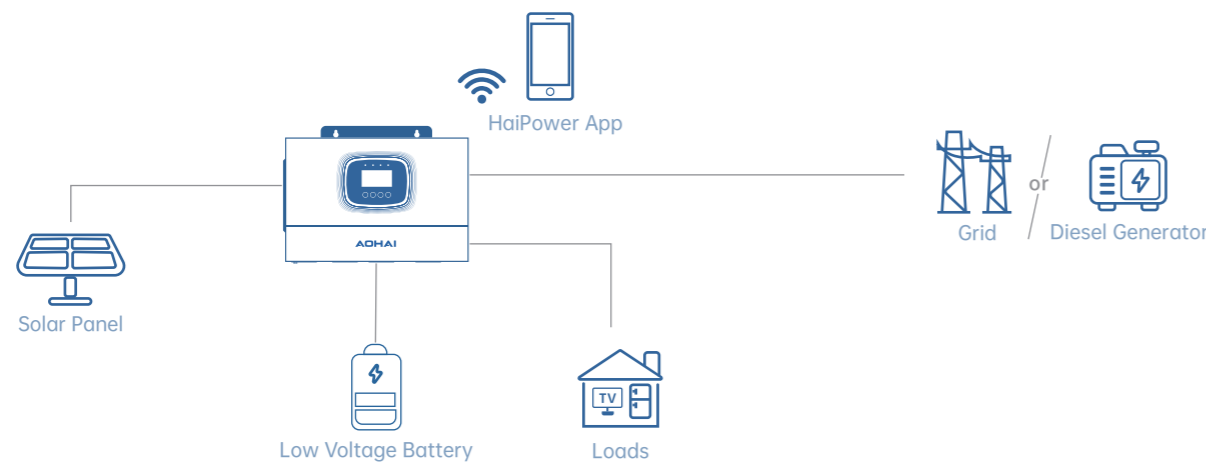 HaiPower App
AOHAI
or
Grid
Diesel Generator
Solar Panel
TV
Low Voltage Battery
Loads